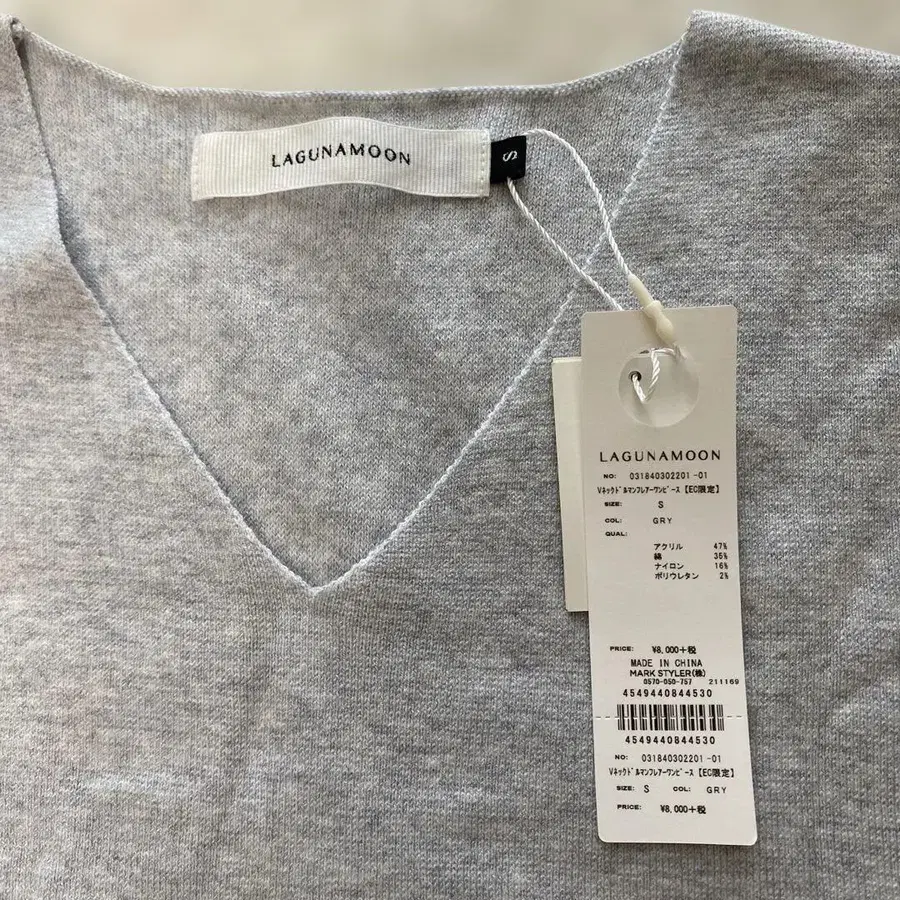 LAGUNAMOON
S
LAGUNAMOON
NO: 031840302201-01
Vネックドルマンフレアーワンピース【EC限定】
SIZE: S
COL: GRY
QUAL:
アクリル 47%
綿 35%
ナイロン 16%
ポリウレタン 2%
PRICE: ¥8,000+税
MADE IN CHINA
MARK STYLER(株)
0570-050-757 211169
4549440844530
4549440844530
NO: 031840302201-01
Vネックドルマンフレアーワンピース【EC限定】
SIZE: S COL: GRY
PRICE: ¥8,000+税